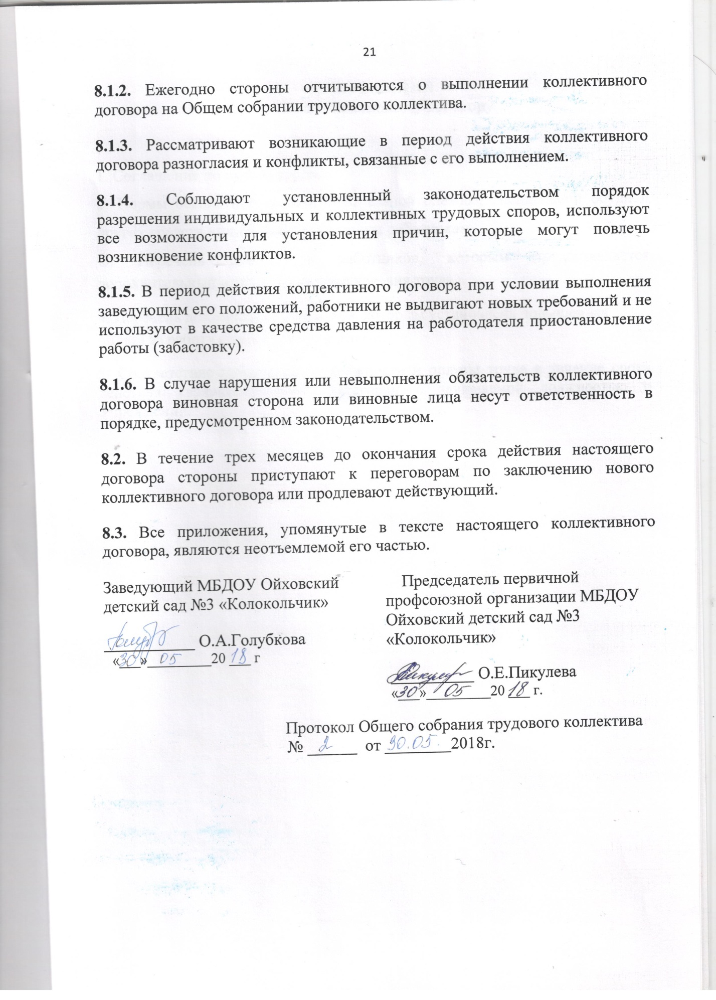 21
8.1.2. Ежегодно стороны отчитываются о выполнении коллективного
договора на Общем собрании трудового коллектива.
8.1.3. Рассматривают возникающие в период действия коллективного
договора разногласия и конфликты, связанные с его выполнением.
8.1.4. Соблюдают установленный законодательством порядок
разрешения индивидуальных и коллективных трудовых споров, используют
все возможности для установления причин, которые могут повлечь
возникновение конфликтов.
8.1.5. В период действия коллективного договора при условии выполнения
заведующим его положений, работники не выдвигают новых требований и не
используют в качестве средства давления на работодателя приостановление
работы (забастовку).
8.1.6. В случае нарушения или невыполнения обязательств коллективного
договора виновная сторона или виновные лица несут ответственность в
порядке, предусмотренном законодательством.
8.2. В течение трех месяцев до окончания срока действия настоящего
договора стороны приступают к переговорам по заключению нового
коллективного договора или продлевают действующий.
8.3. Все приложения, упомянутые в тексте настоящего коллективного
договора, являются неотъемлемой его частью.
Заведующий МБДОУ Ойховский
детский сад №3 «Колокольчик»
О.А.Голубкова
«30» 05 20 18 г
Председатель первичной
профсоюзной организации МБДОУ
Ойховский детский сад №3
«Колокольчик»
О.Е.Пикулева
«30» 05 20 18 г.
Протокол Общего собрания трудового коллектива
№ 2 от 30.05. 2018г.